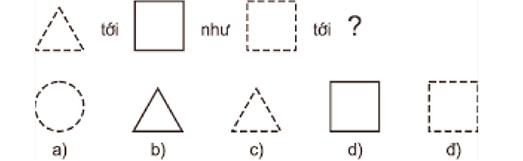 tới như tới ?
a) b) c) d) đ)